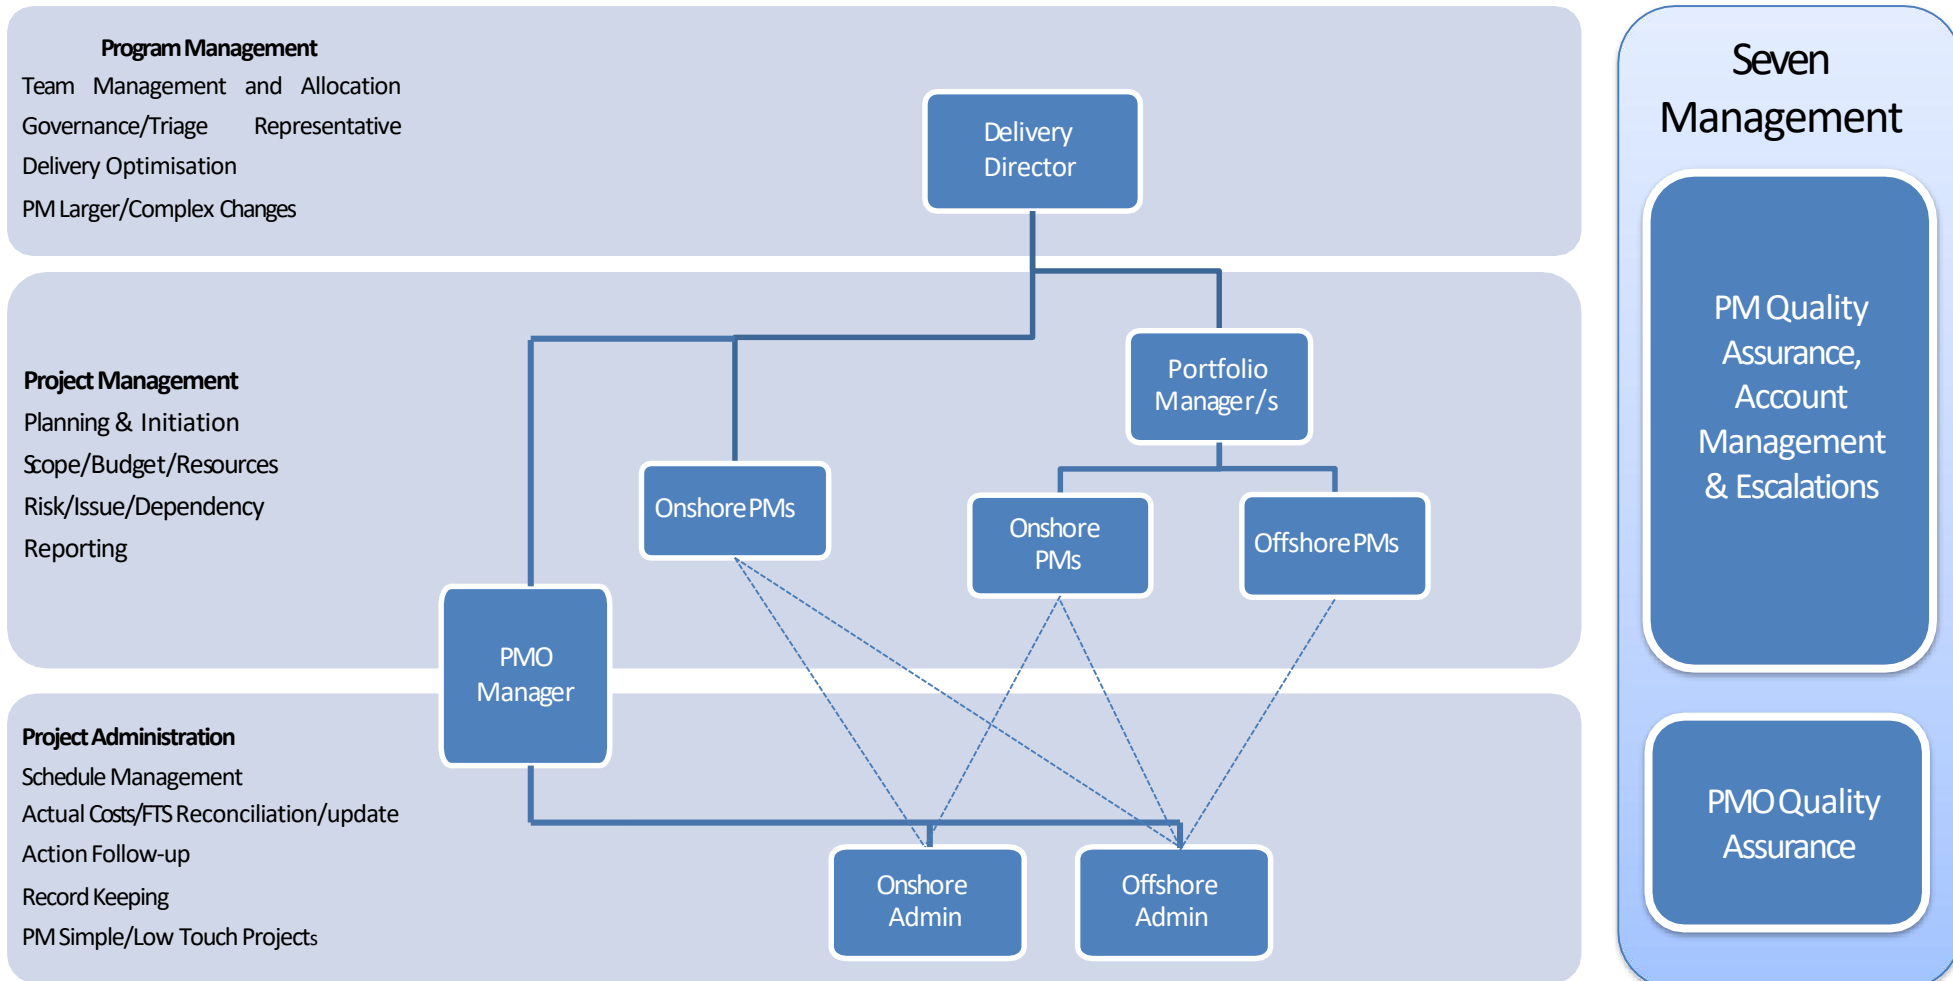 Program Management
Team Management and Allocation
Governance/Triage Representative
Delivery Optimisation
PM Larger/Complex Changes
Delivery
Director
Project Management
Planning & Initiation
Scope/Budget/Resources
Risk/Issue/Dependency
Reporting
Portfolio
Manager/s
Onshore PMs
Onshore
PMs
Offshore PMs
PMO
Manager
Project Administration
Schedule Management
Actual Costs/FTS Reconciliation/update
Action Follow-up
Record Keeping
PM Simple/Low Touch Projects
Onshore
Admin
Offshore
Admin
Seven
Management
PM Quality
Assurance,
Account
Management
& Escalations
PMO Quality
Assurance